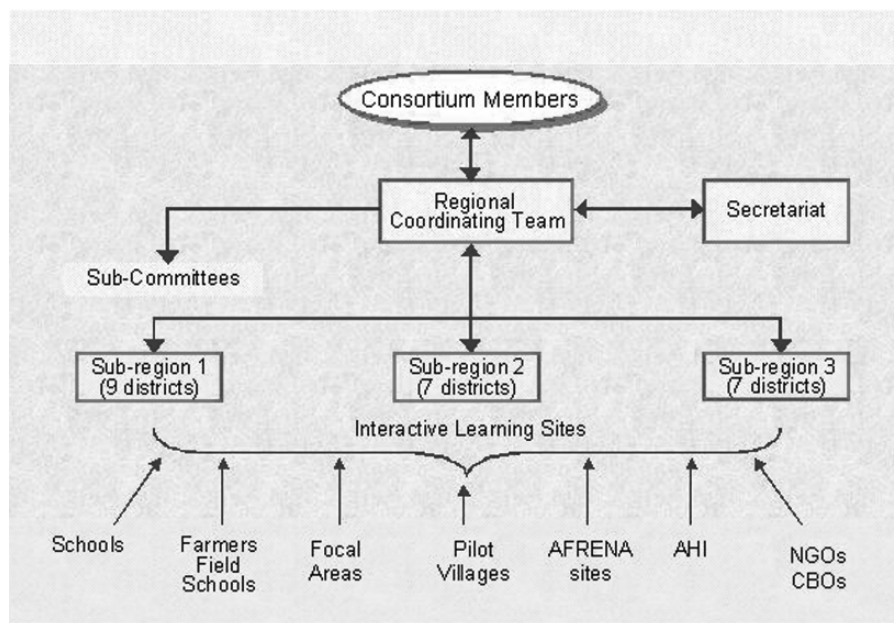 Consortium Members
Regional
Coordinating Team
Secretariat
Sub-Committees
Sub-region 1
(9 districts)
Sub-region 2
(7 districts)
Sub-region 3
(7 districts)
Interactive Learning Sites
Schools
Farmers
Field
Schools
Focal
Areas
Pilot
Villages
AFRENA
sites
AHI
NGOs
CBOs